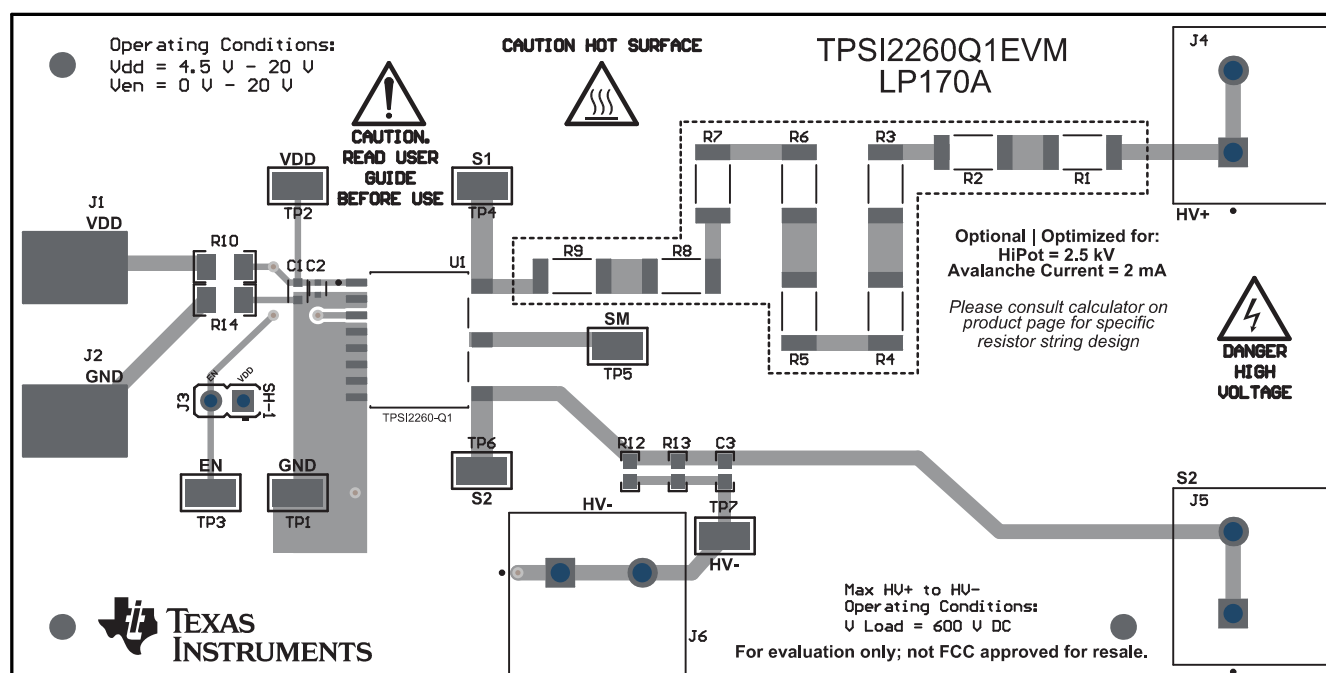 Operating Conditions:
Vdd = 4.5 V - 20 V
Ven = 0 V - 20 V
CAUTION HOT SURFACE
TPSI2260Q1EVM
LP170A
J4
HV+
CAUTION.
READ USER
GUIDE
BEFORE USE
VDD
TP2
S1
TP4
R7
R6
R3
R2
R1
J1
VDD
R10
C1
C2
U1
R9
R8
Optional | Optimized for:
HiPot = 2.5 kV
Avalanche Current = 2 mA
Please consult calculator on
product page for specific
resistor string design
R14
SM
TP5
R5
R4
DANGER
HIGH
VOLTAGE
J2
GND
J3
EN
VDD
SH-1
TPSI2260-Q1
EN
TP3
GND
TP1
TP6
S2
R12
R13
C3
TP7
HV-
HV-
J6
S2
J5
Max HV+ to HV-
Operating Conditions:
V Load = 600 V DC
For evaluation only; not FCC approved for resale.
ti
TEXAS
INSTRUMENTS